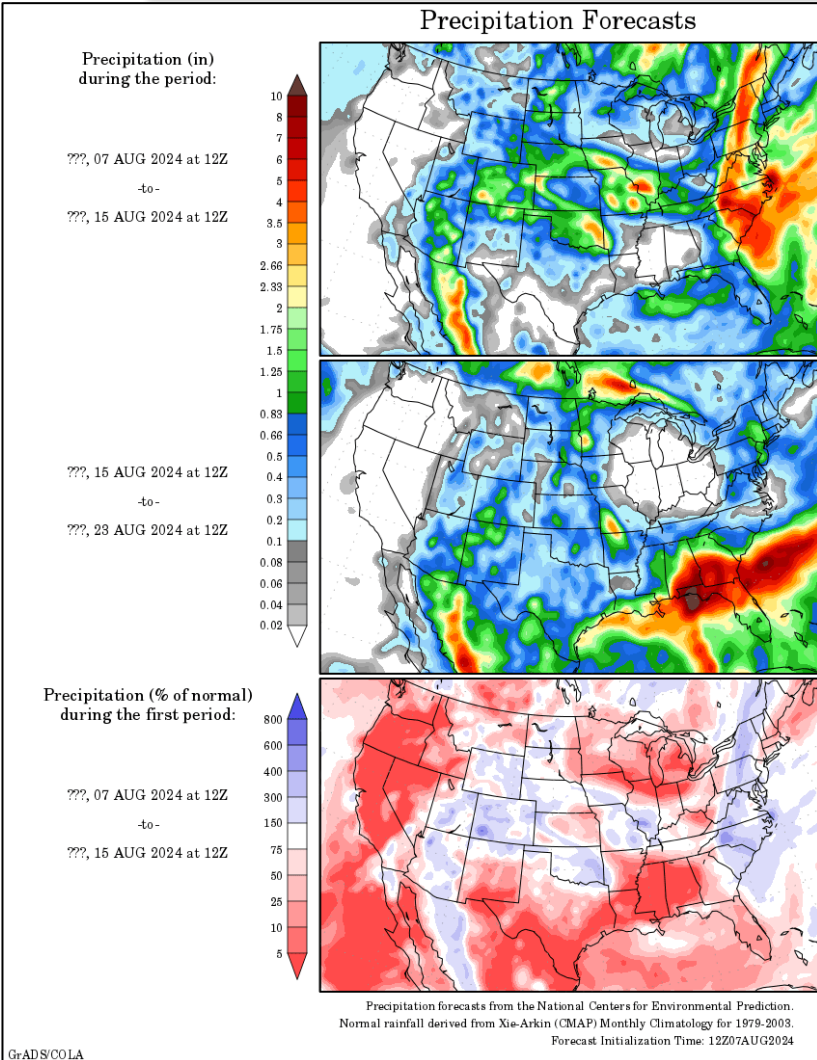 Precipitation Forecasts
Precipitation (in)
during the period:
???, 07 AUG 2024 at 12Z
-to-
???, 15 AUG 2024 at 12Z
10
8
7
6
5
4
3.5
3
2.66
2.33
2
1.75
1.5
1.25
1
0.83
0.66
0.5
0.4
0.3
0.2
0.1
0.08
0.06
0.04
0.02
???, 15 AUG 2024 at 12Z
-to-
???, 23 AUG 2024 at 12Z
Precipitation (% of normal)
during the first period:
???, 07 AUG 2024 at 12Z
-to-
???, 15 AUG 2024 at 12Z
800
600
400
300
150
75
50
25
10
5
Precipitation forecasts from the National Centers for Environmental Prediction.
Normal rainfall derived from Xie-Arkin (CMAP) Monthly Climatology for 1979-2003.
Forecast Initialization Time: 12Z07AUG2024
GrADS/COLA